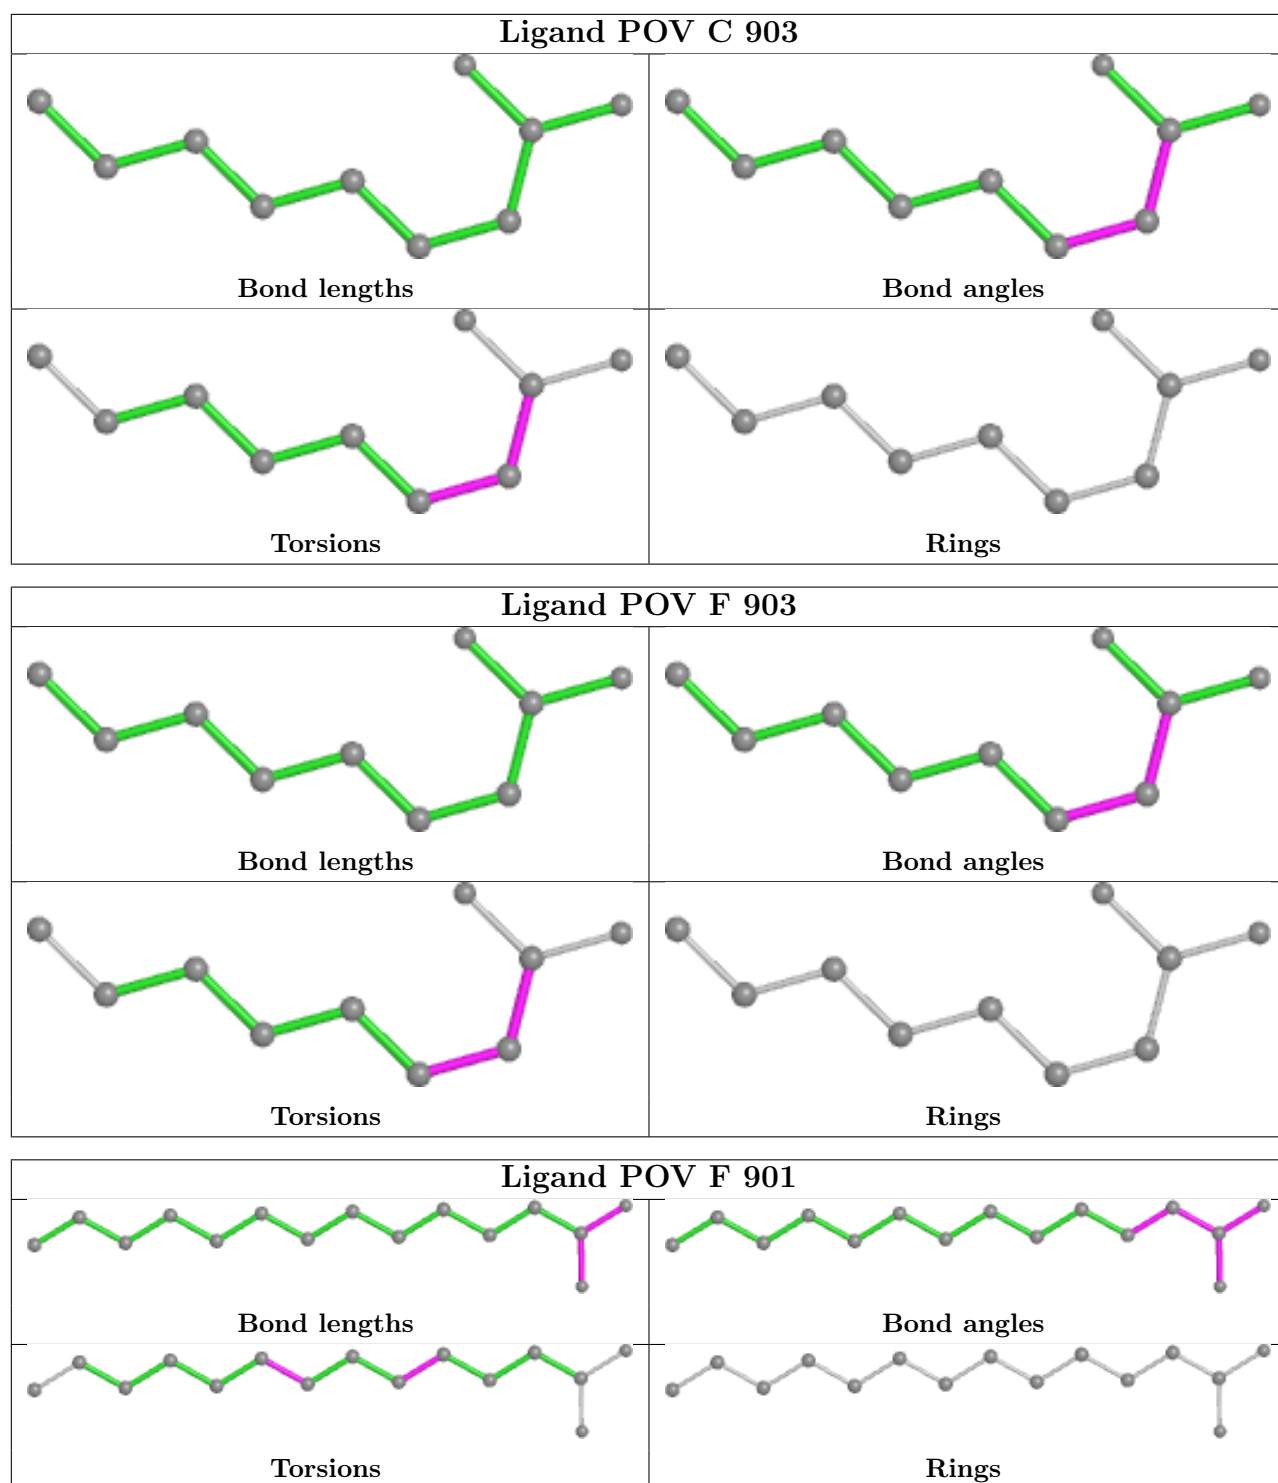 Ligand POV C 903
Bond lengths
Bond angles
Torsions
Rings
Ligand POV F 903
Bond lengths
Bond angles
Torsions
Rings
Ligand POV F 901
Bond lengths
Bond angles
Torsions
Rings